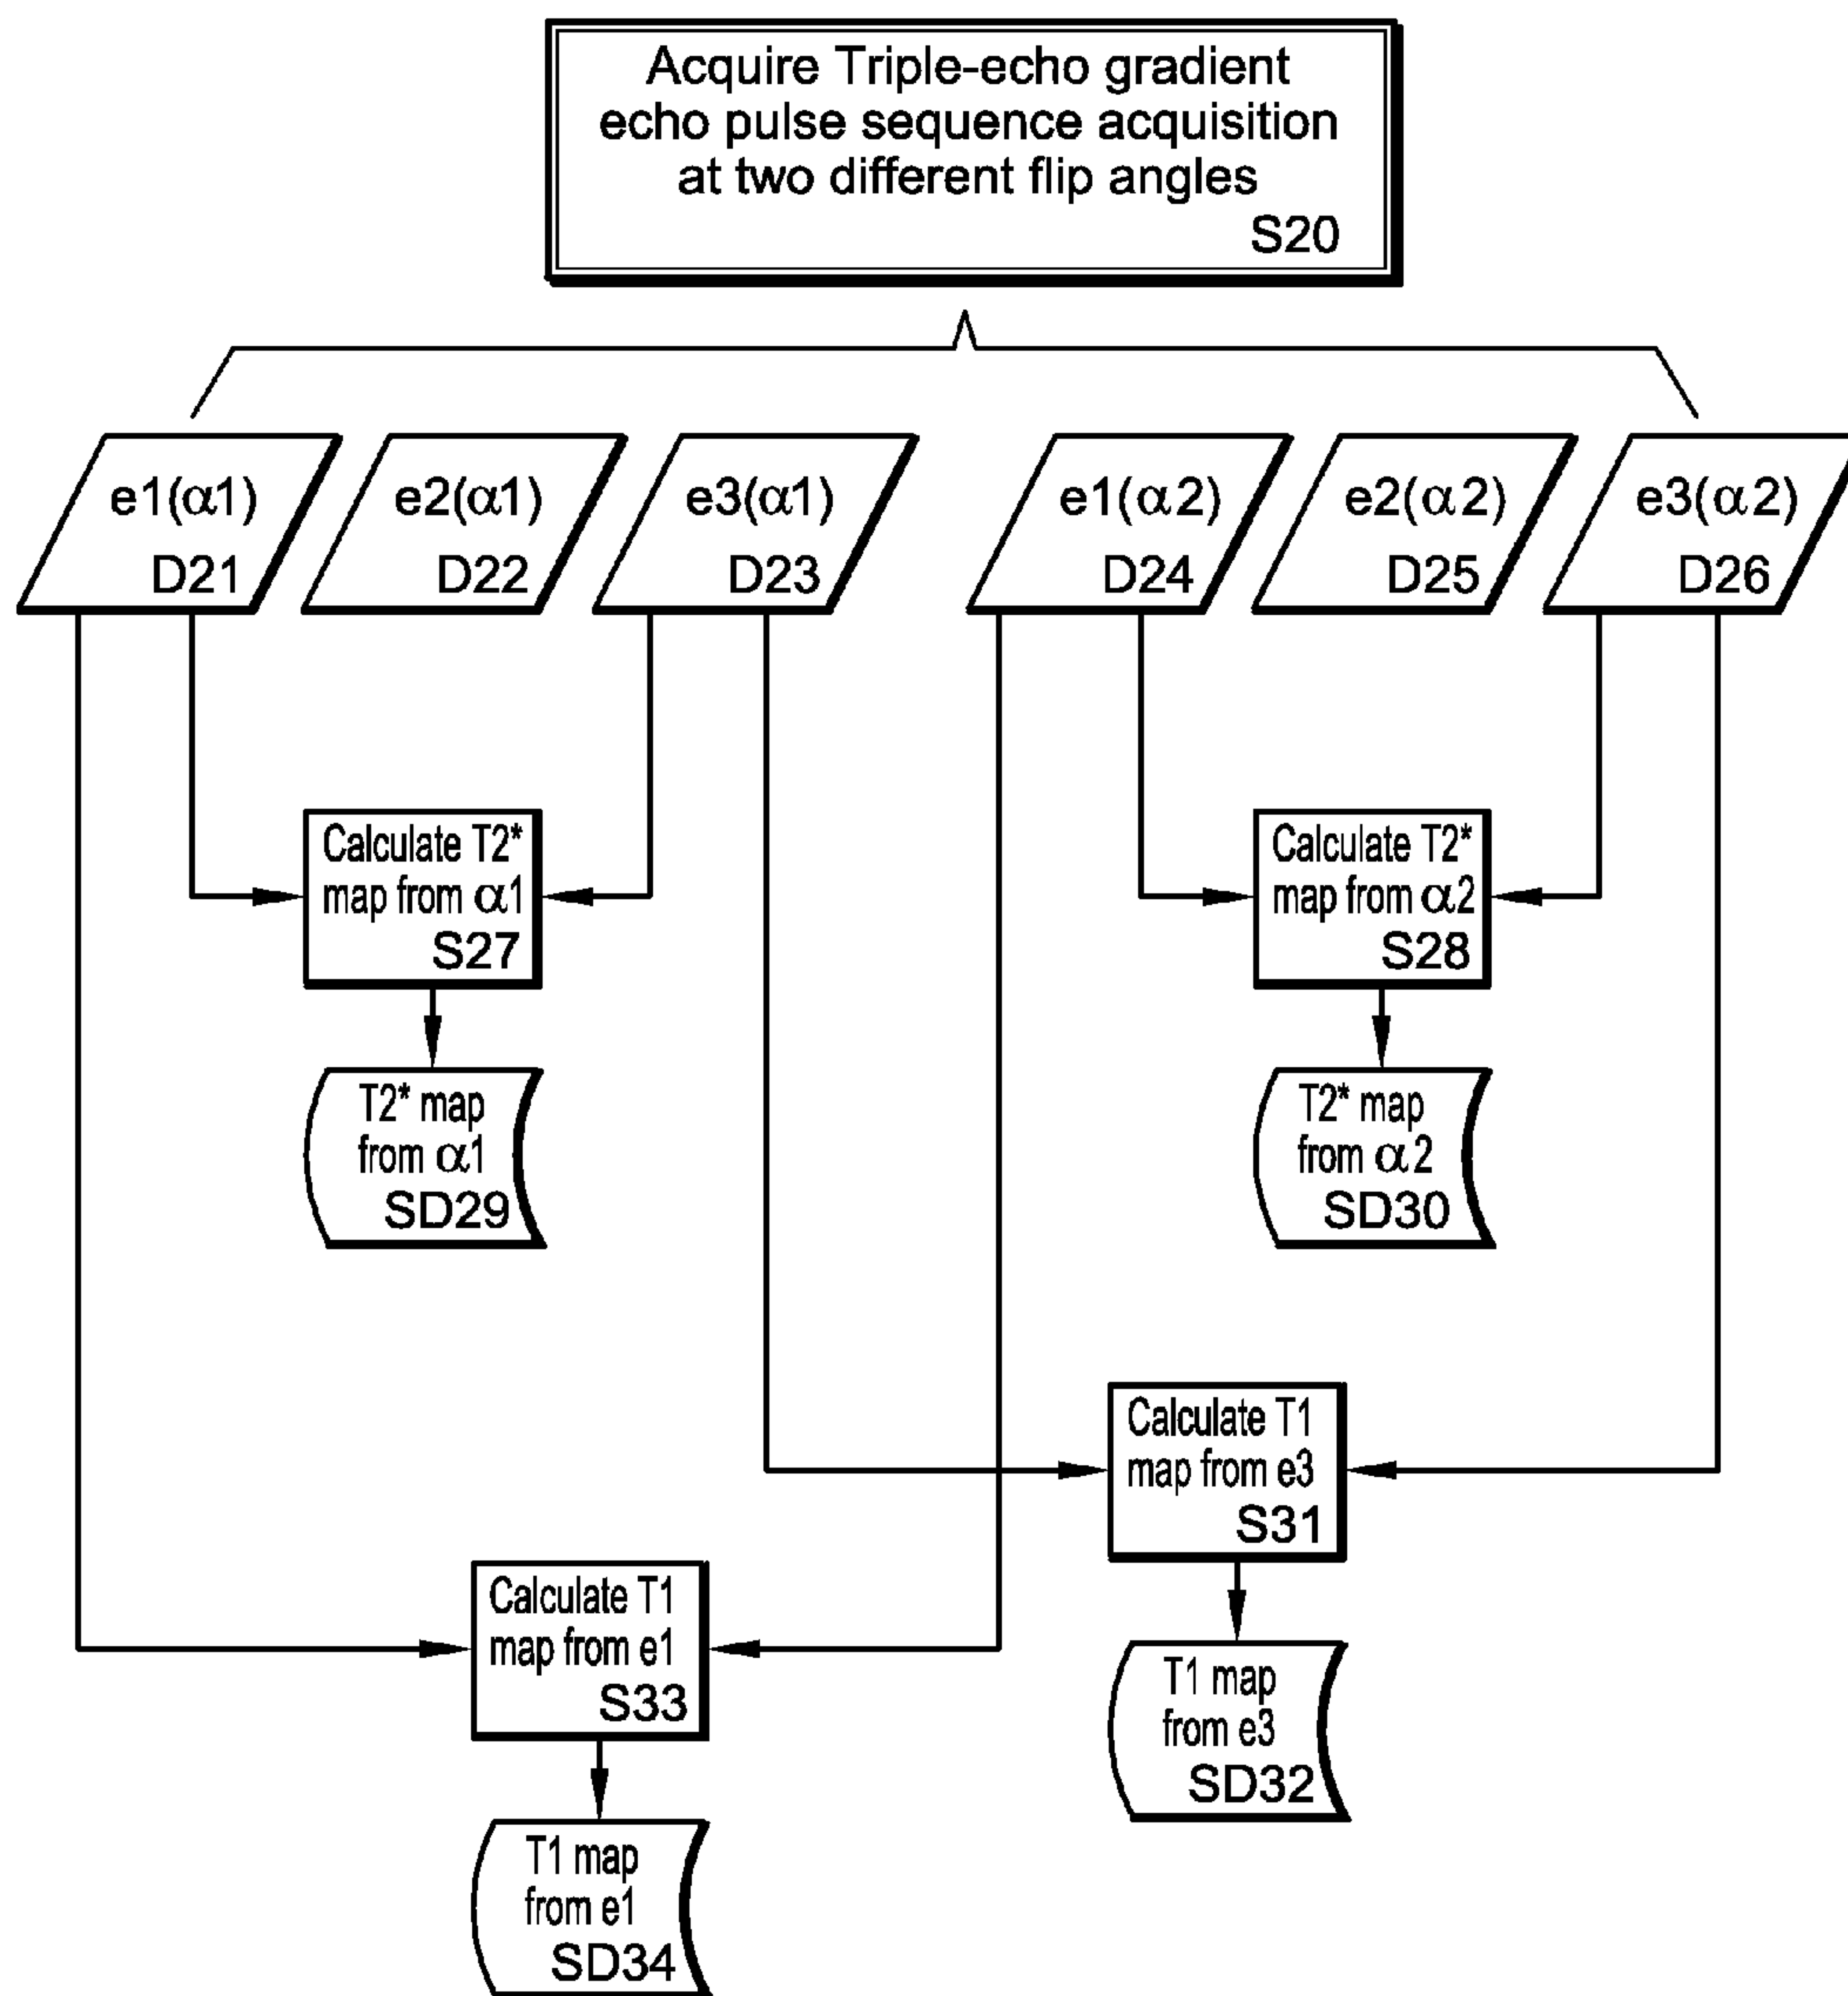 Acquire Triple-echo gradient
echo pulse sequence acquisition
at two different flip angles
S20
e1(α1)
D21
e2(α1)
D22
e3(α1)
D23
e1(α2)
D24
e2(α2)
D25
e3(α2)
D26
Calculate T2*
map from α1
S27
Calculate T2*
map from α2
S28
T2* map
from α1
SD29
T2* map
from α2
SD30
Calculate T1
map from e3
S31
Calculate T1
map from e1
S33
T1 map
from e3
SD32
T1 map
from e1
SD34